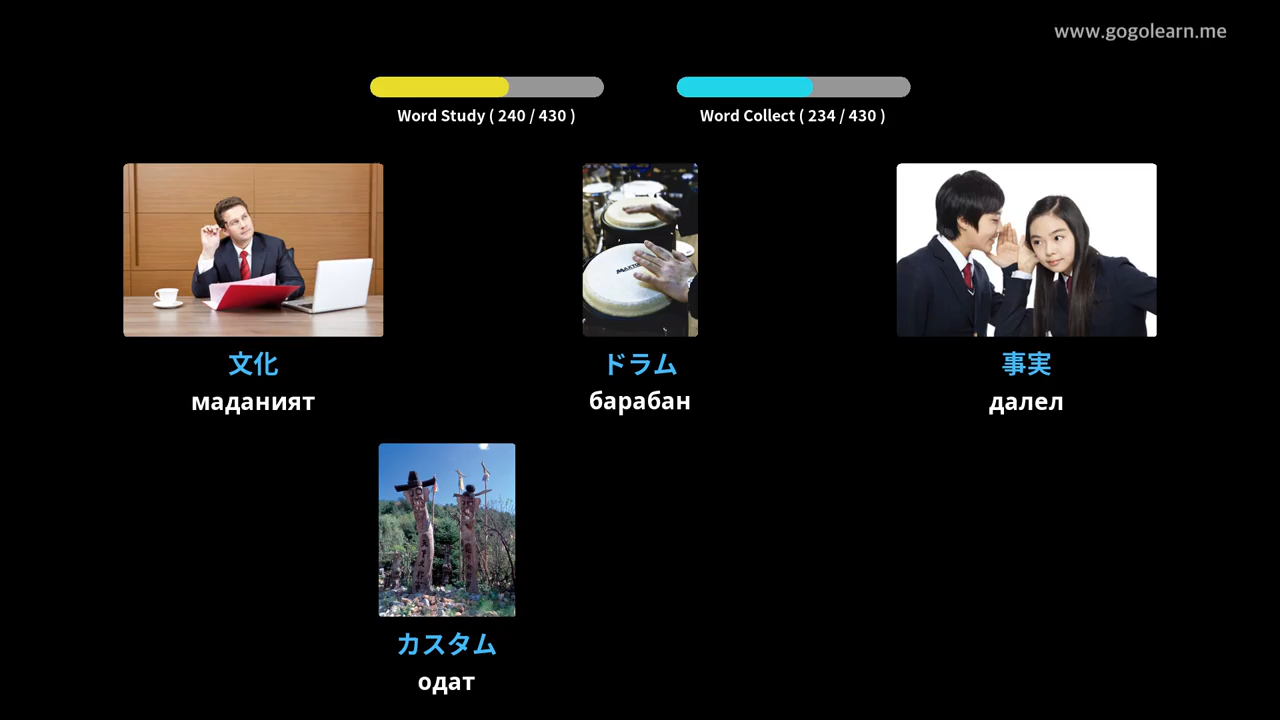 www.gogolearn.me
Word Study ( 240 / 430 )
Word Collect ( 234 / 430 )
文化
маданият
ドラム
барабан
事実
далел
カスタム
одат